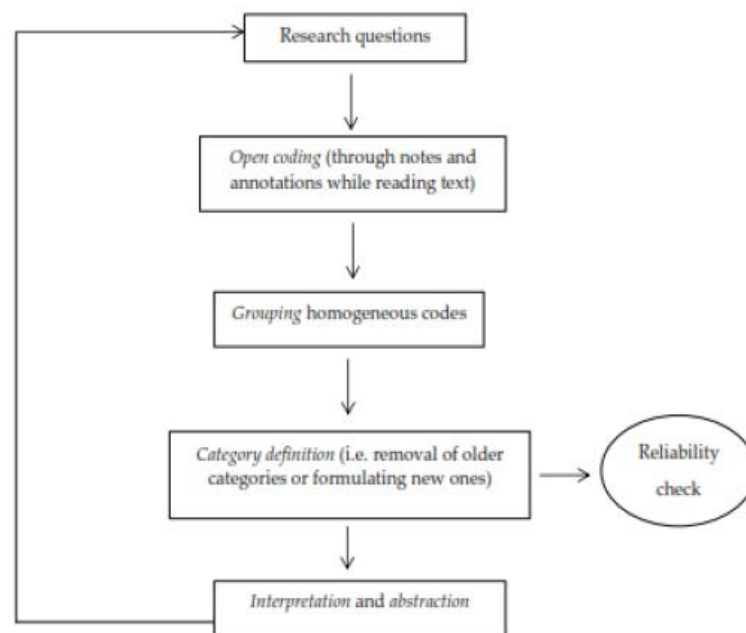 Research questions
Open coding (through notes and
annotations while reading text)
Grouping homogeneous codes
Category definition (i.e. removal of older
categories or formulating new ones)
Reliability
check
Interpretation and abstraction